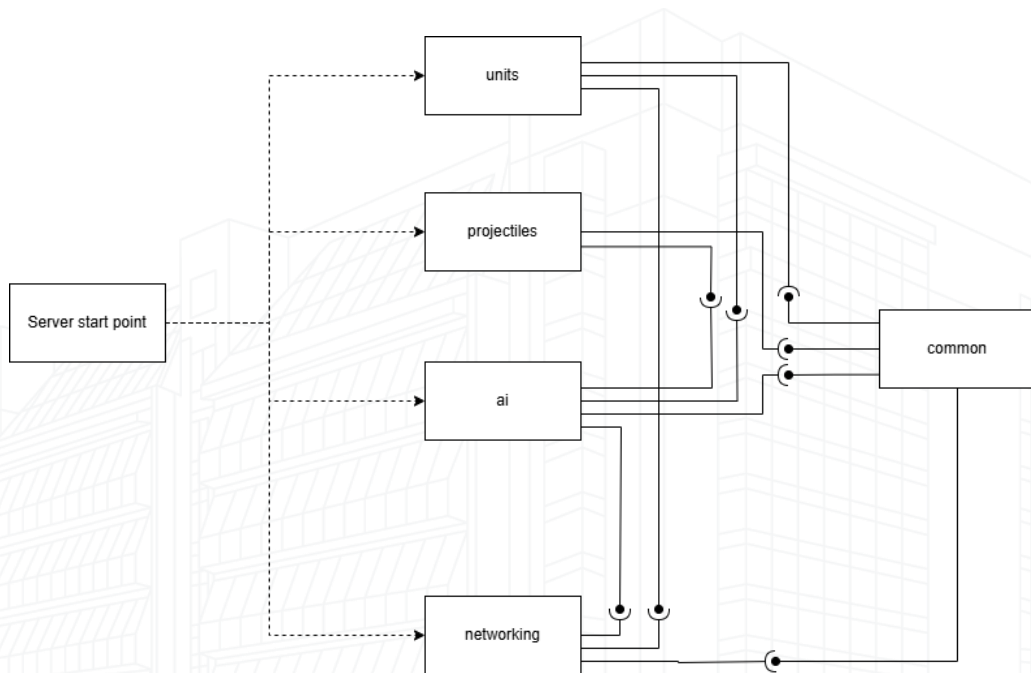 units
projectiles
Server start point
common
ai
networking